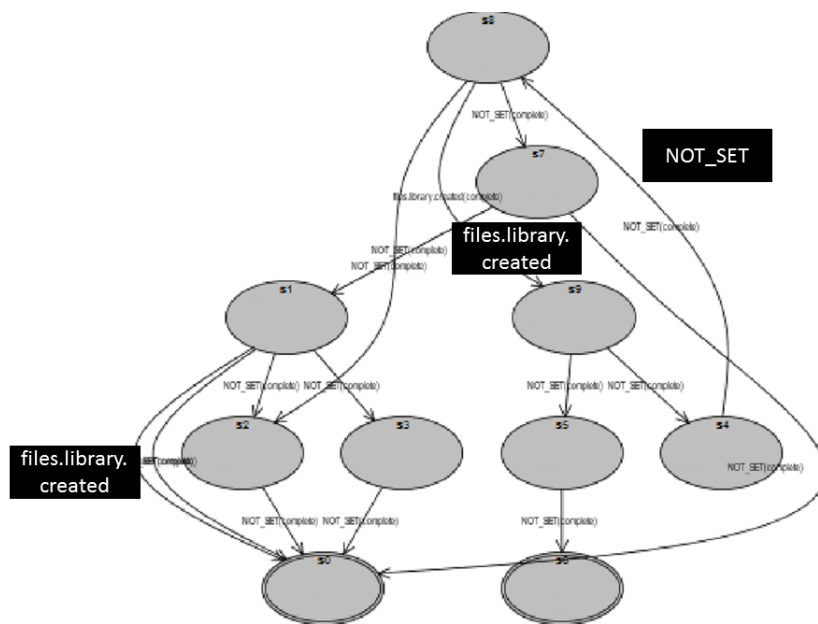 s8
NOT_SET(complete)
NOT_SET
s7
files.library.created(complete)
NOT_SET(complete)
files.library.
created
NOT_SET(complete)
NOT_SET(complete)
s1
s9
NOT_SET(complete)
NOT_SET(complete)
NOT_SET(complete)
NOT_SET(complete)
s2
s3
s5
s4
files.library.
created
NOT_SET(complete)
NOT_SET(complete)
NOT_SET(complete)
NOT_SET(complete)
s0
s6